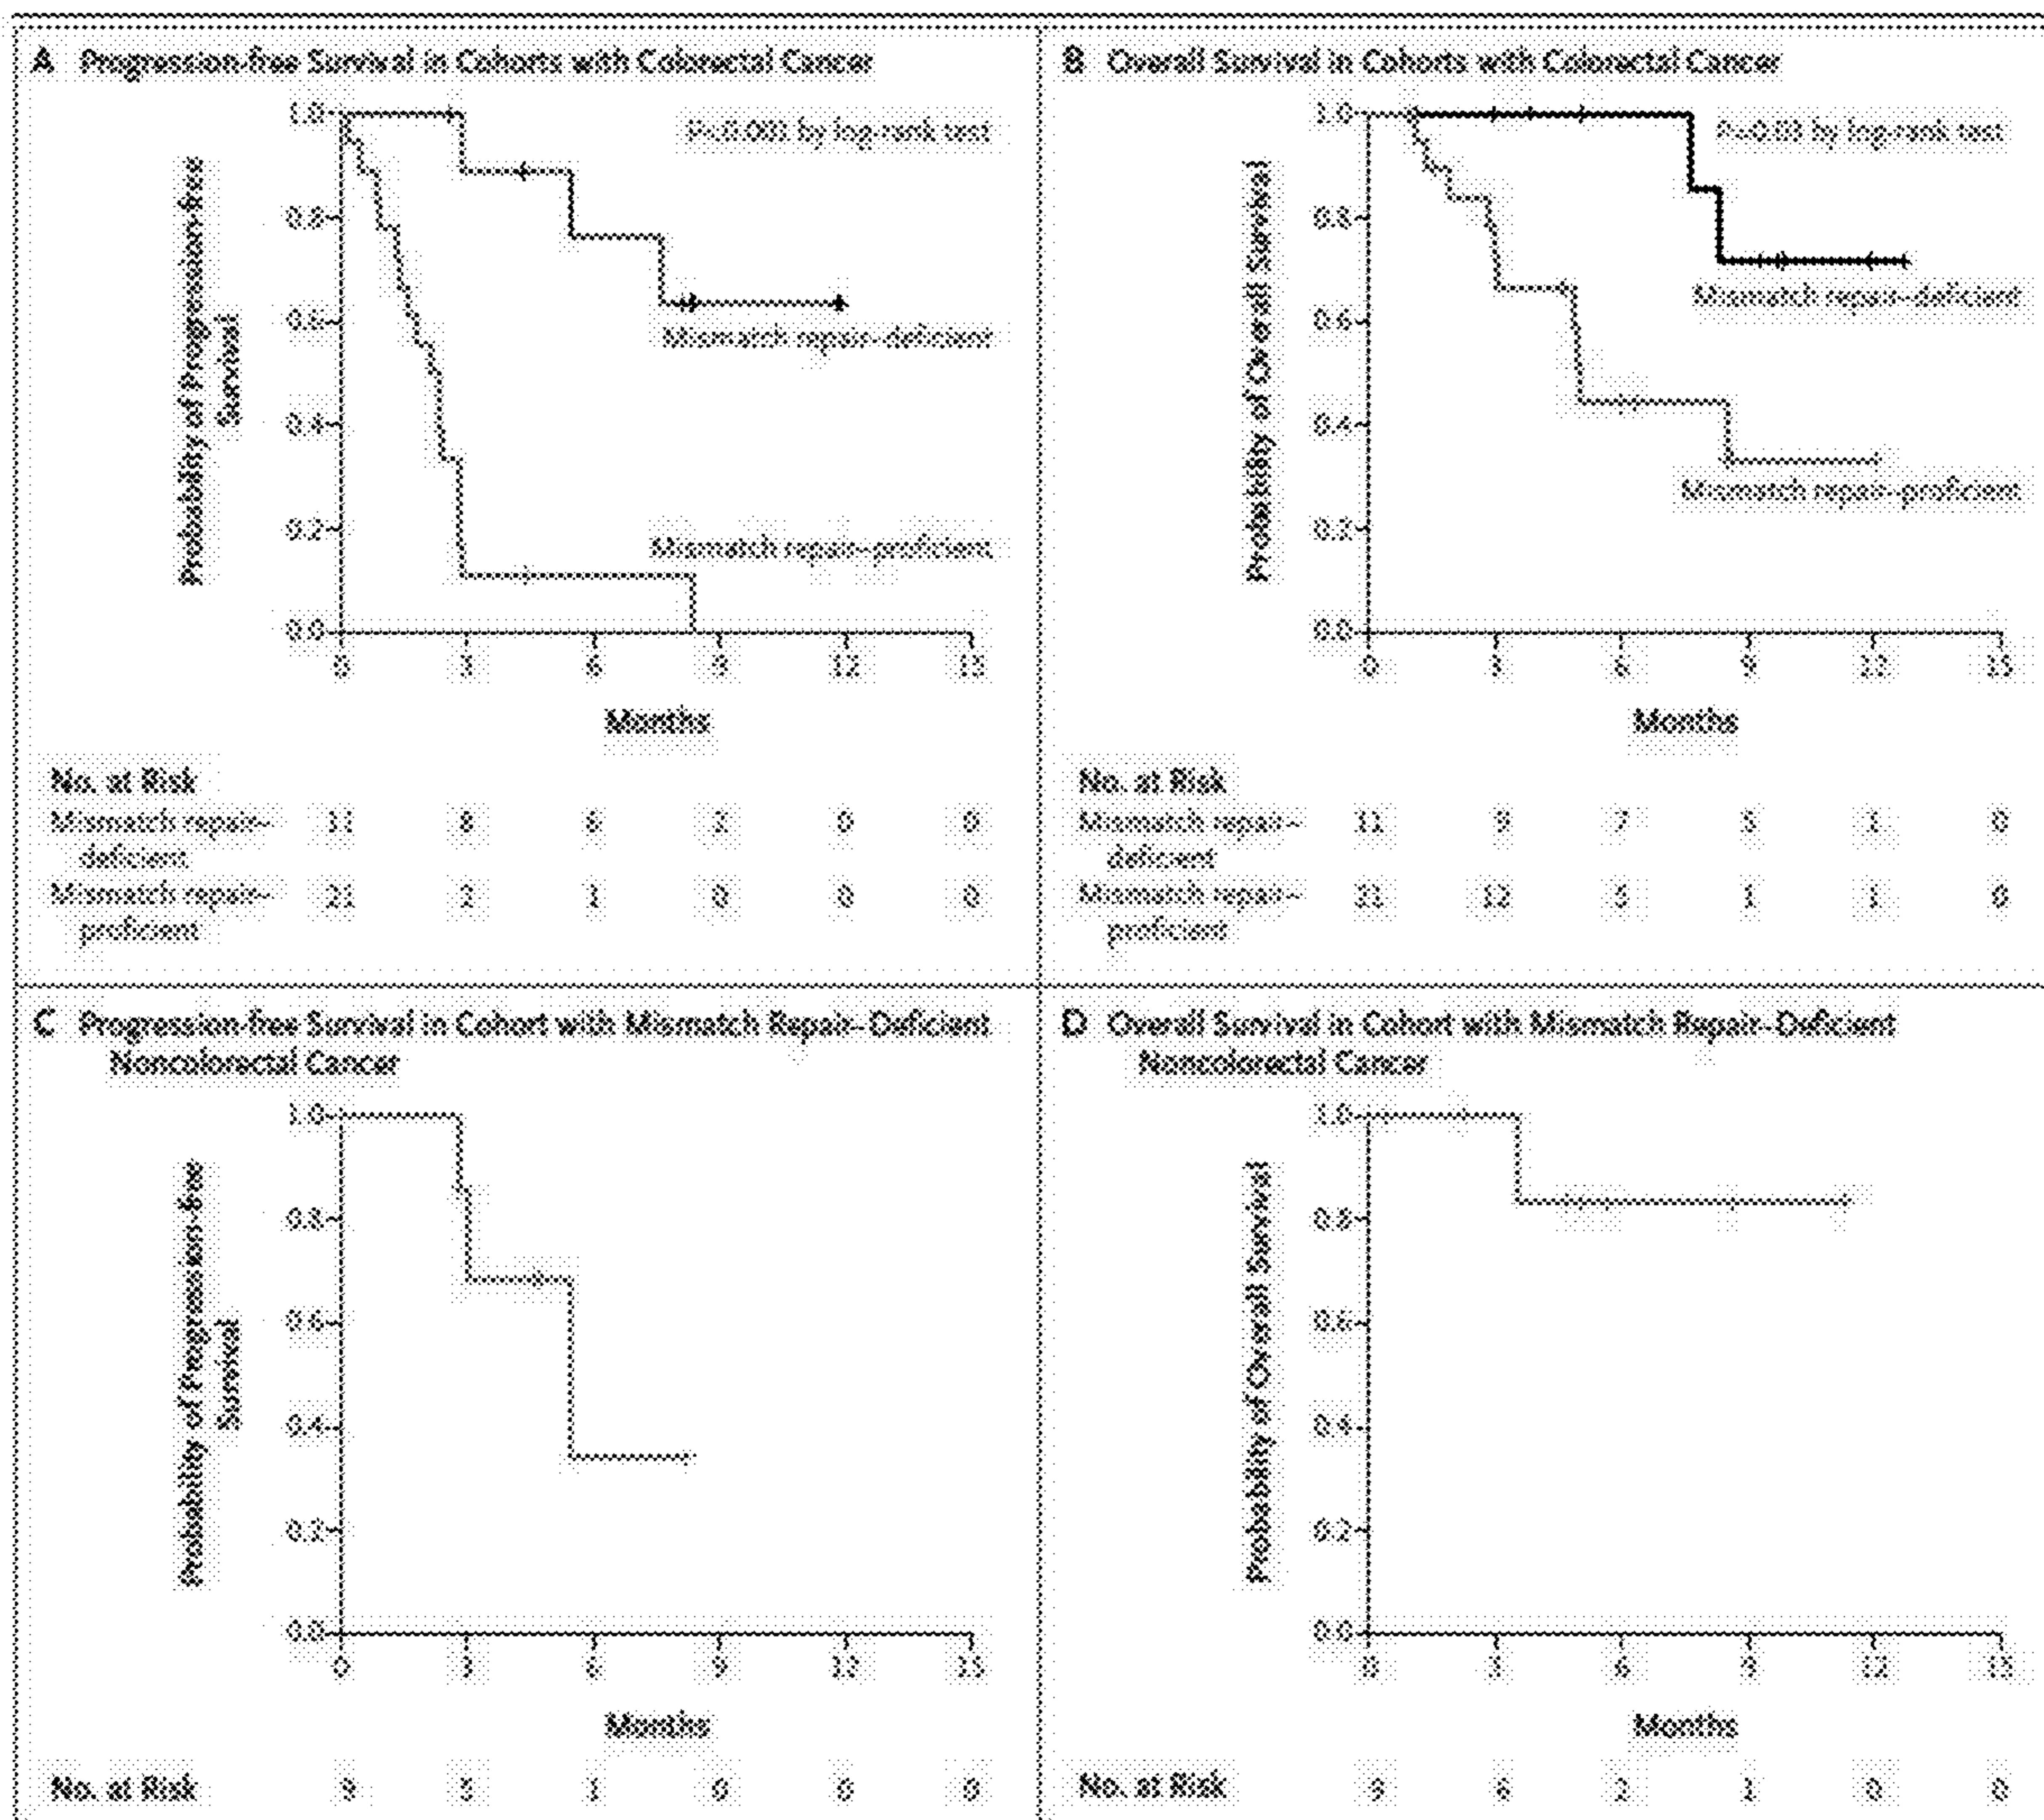 A Progression-free Survival in Cohorts with Colorectal Cancer
Probability of Progression-free
Survival
1.0
0.8
0.6
0.4
0.2
0.0
by log-rank test
Mismatch repair-deficient
Mismatch repair-proficient
0 3 6 9 12 15
Months
No. at Risk
Mismatch repair-
deficient
11 8 6 2 0 0
Mismatch repair-
proficient
21 2 1 0 0 0
B Overall Survival in Cohorts with Colorectal Cancer
Probability of Overall Survival
1.0
0.8
0.6
0.4
0.2
0.0
by log-rank test
Mismatch repair-deficient
Mismatch repair-proficient
0 3 6 9 12 15
Months
No. at Risk
Mismatch repair-
deficient
11 9 7 5 1 0
Mismatch repair-
proficient
21 12 5 1 1 0
C Progression-free Survival in Cohort with Mismatch Repair-Deficient
Noncolorectal Cancer
Probability of Progression-free
Survival
1.0
0.8
0.6
0.4
0.2
0.0
0 3 6 9 12 15
Months
No. at Risk 9 1 0 0 0
D Overall Survival in Cohort with Mismatch Repair-Deficient
Noncolorectal Cancer
Probability of Overall Survival
1.0
0.8
0.6
0.4
0.2
0.0
0 3 6 9 12 15
Months
No. at Risk 9 6 2 1 0 0